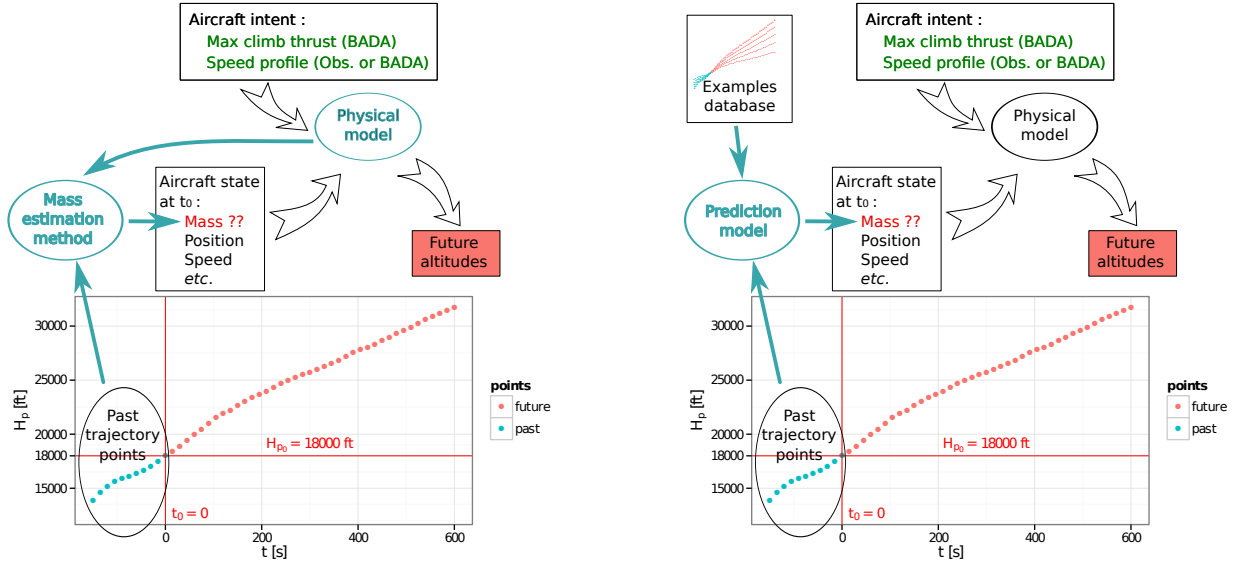 Aircraft intent :
Max climb thrust (BADA)
Speed profile (Obs. or BADA)
Physical
model
Mass
estimation
method
Aircraft state
at t0 :
Mass ??
Position
Speed
etc.
Future
altitudes
30000
25000
20000
18000
15000
Hp [ft]
Past
trajectory
points
Hp0 = 18000 ft
t0 = 0
0
200
400
600
t [s]
points
future
past
Examples
database
Aircraft intent :
Max climb thrust (BADA)
Speed profile (Obs. or BADA)
Physical
model
Prediction
model
Aircraft state
at t0 :
Mass ??
Position
Speed
etc.
Future
altitudes
30000
25000
20000
18000
15000
Hp [ft]
Past
trajectory
points
Hp0 = 18000 ft
t0 = 0
0
200
400
600
t [s]
points
future
past